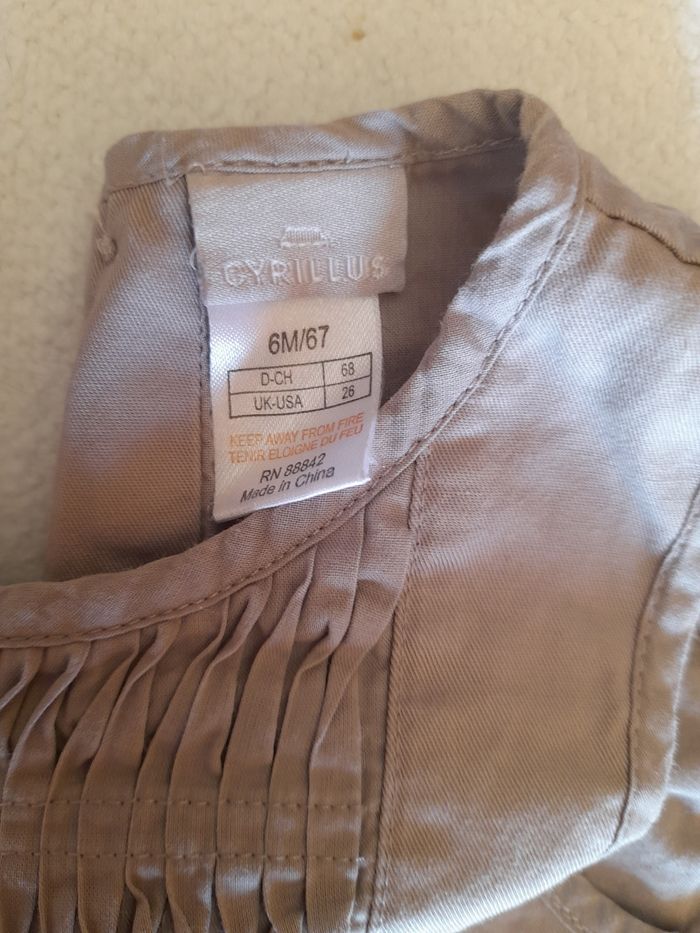 CYRILLUS
6M/67
D-CH 68
UK-USA 26
KEEP AWAY FROM FIRE
TENIR ELOIGNE DU FEU
RN 88842
Made in China